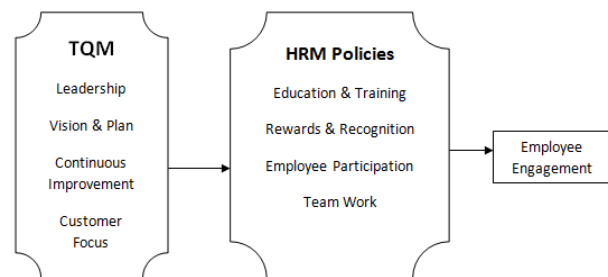 TQM
Leadership
Vision & Plan
Continuous
Improvement
Customer
Focus
HRM Policies
Education & Training
Rewards & Recognition
Employee Participation
Team Work
Employee
Engagement